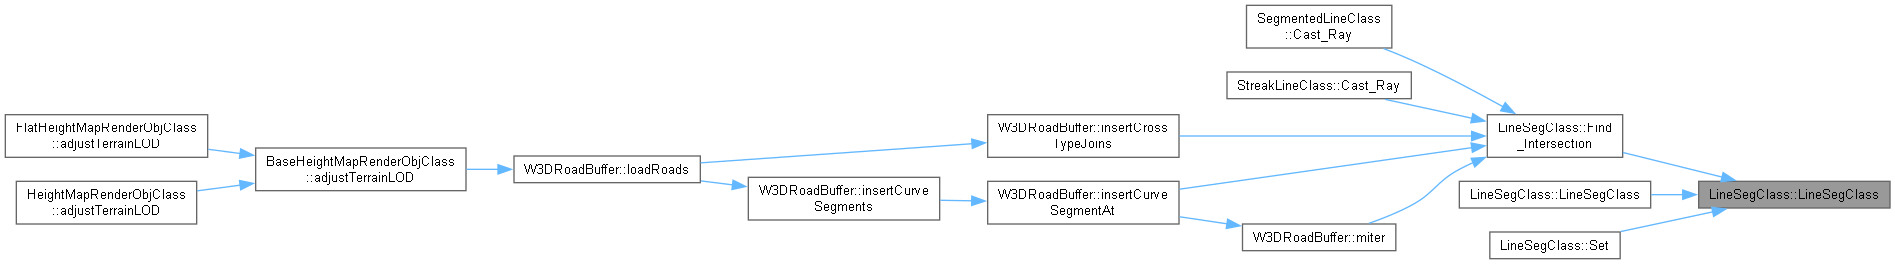 SegmentedLineClass
::Cast_Ray
StreakLineClass::Cast_Ray
FlatHeightMapRenderObjClass
::adjustTerrainLOD
W3DRoadBuffer::insertCross
TypeJoins
LineSegClass::Find
_Intersection
BaseHeightMapRenderObjClass
::adjustTerrainLOD
W3DRoadBuffer::loadRoads
HeightMapRenderObjClass
::adjustTerrainLOD
W3DRoadBuffer::insertCurve
Segments
W3DRoadBuffer::insertCurve
SegmentAt
LineSegClass::LineSegClass
LineSegClass::LineSegClass
W3DRoadBuffer::miter
LineSegClass::Set